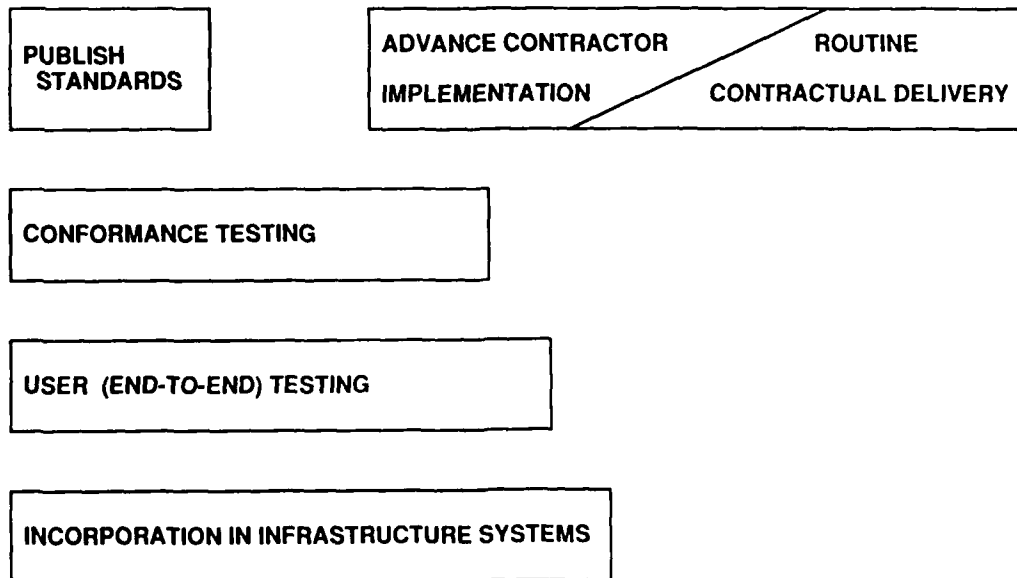 PUBLISH
STANDARDS
ADVANCE CONTRACTOR
IMPLEMENTATION
ROUTINE
CONTRACTUAL DELIVERY
CONFORMANCE TESTING
USER (END-TO-END) TESTING
INCORPORATION IN INFRASTRUCTURE SYSTEMS